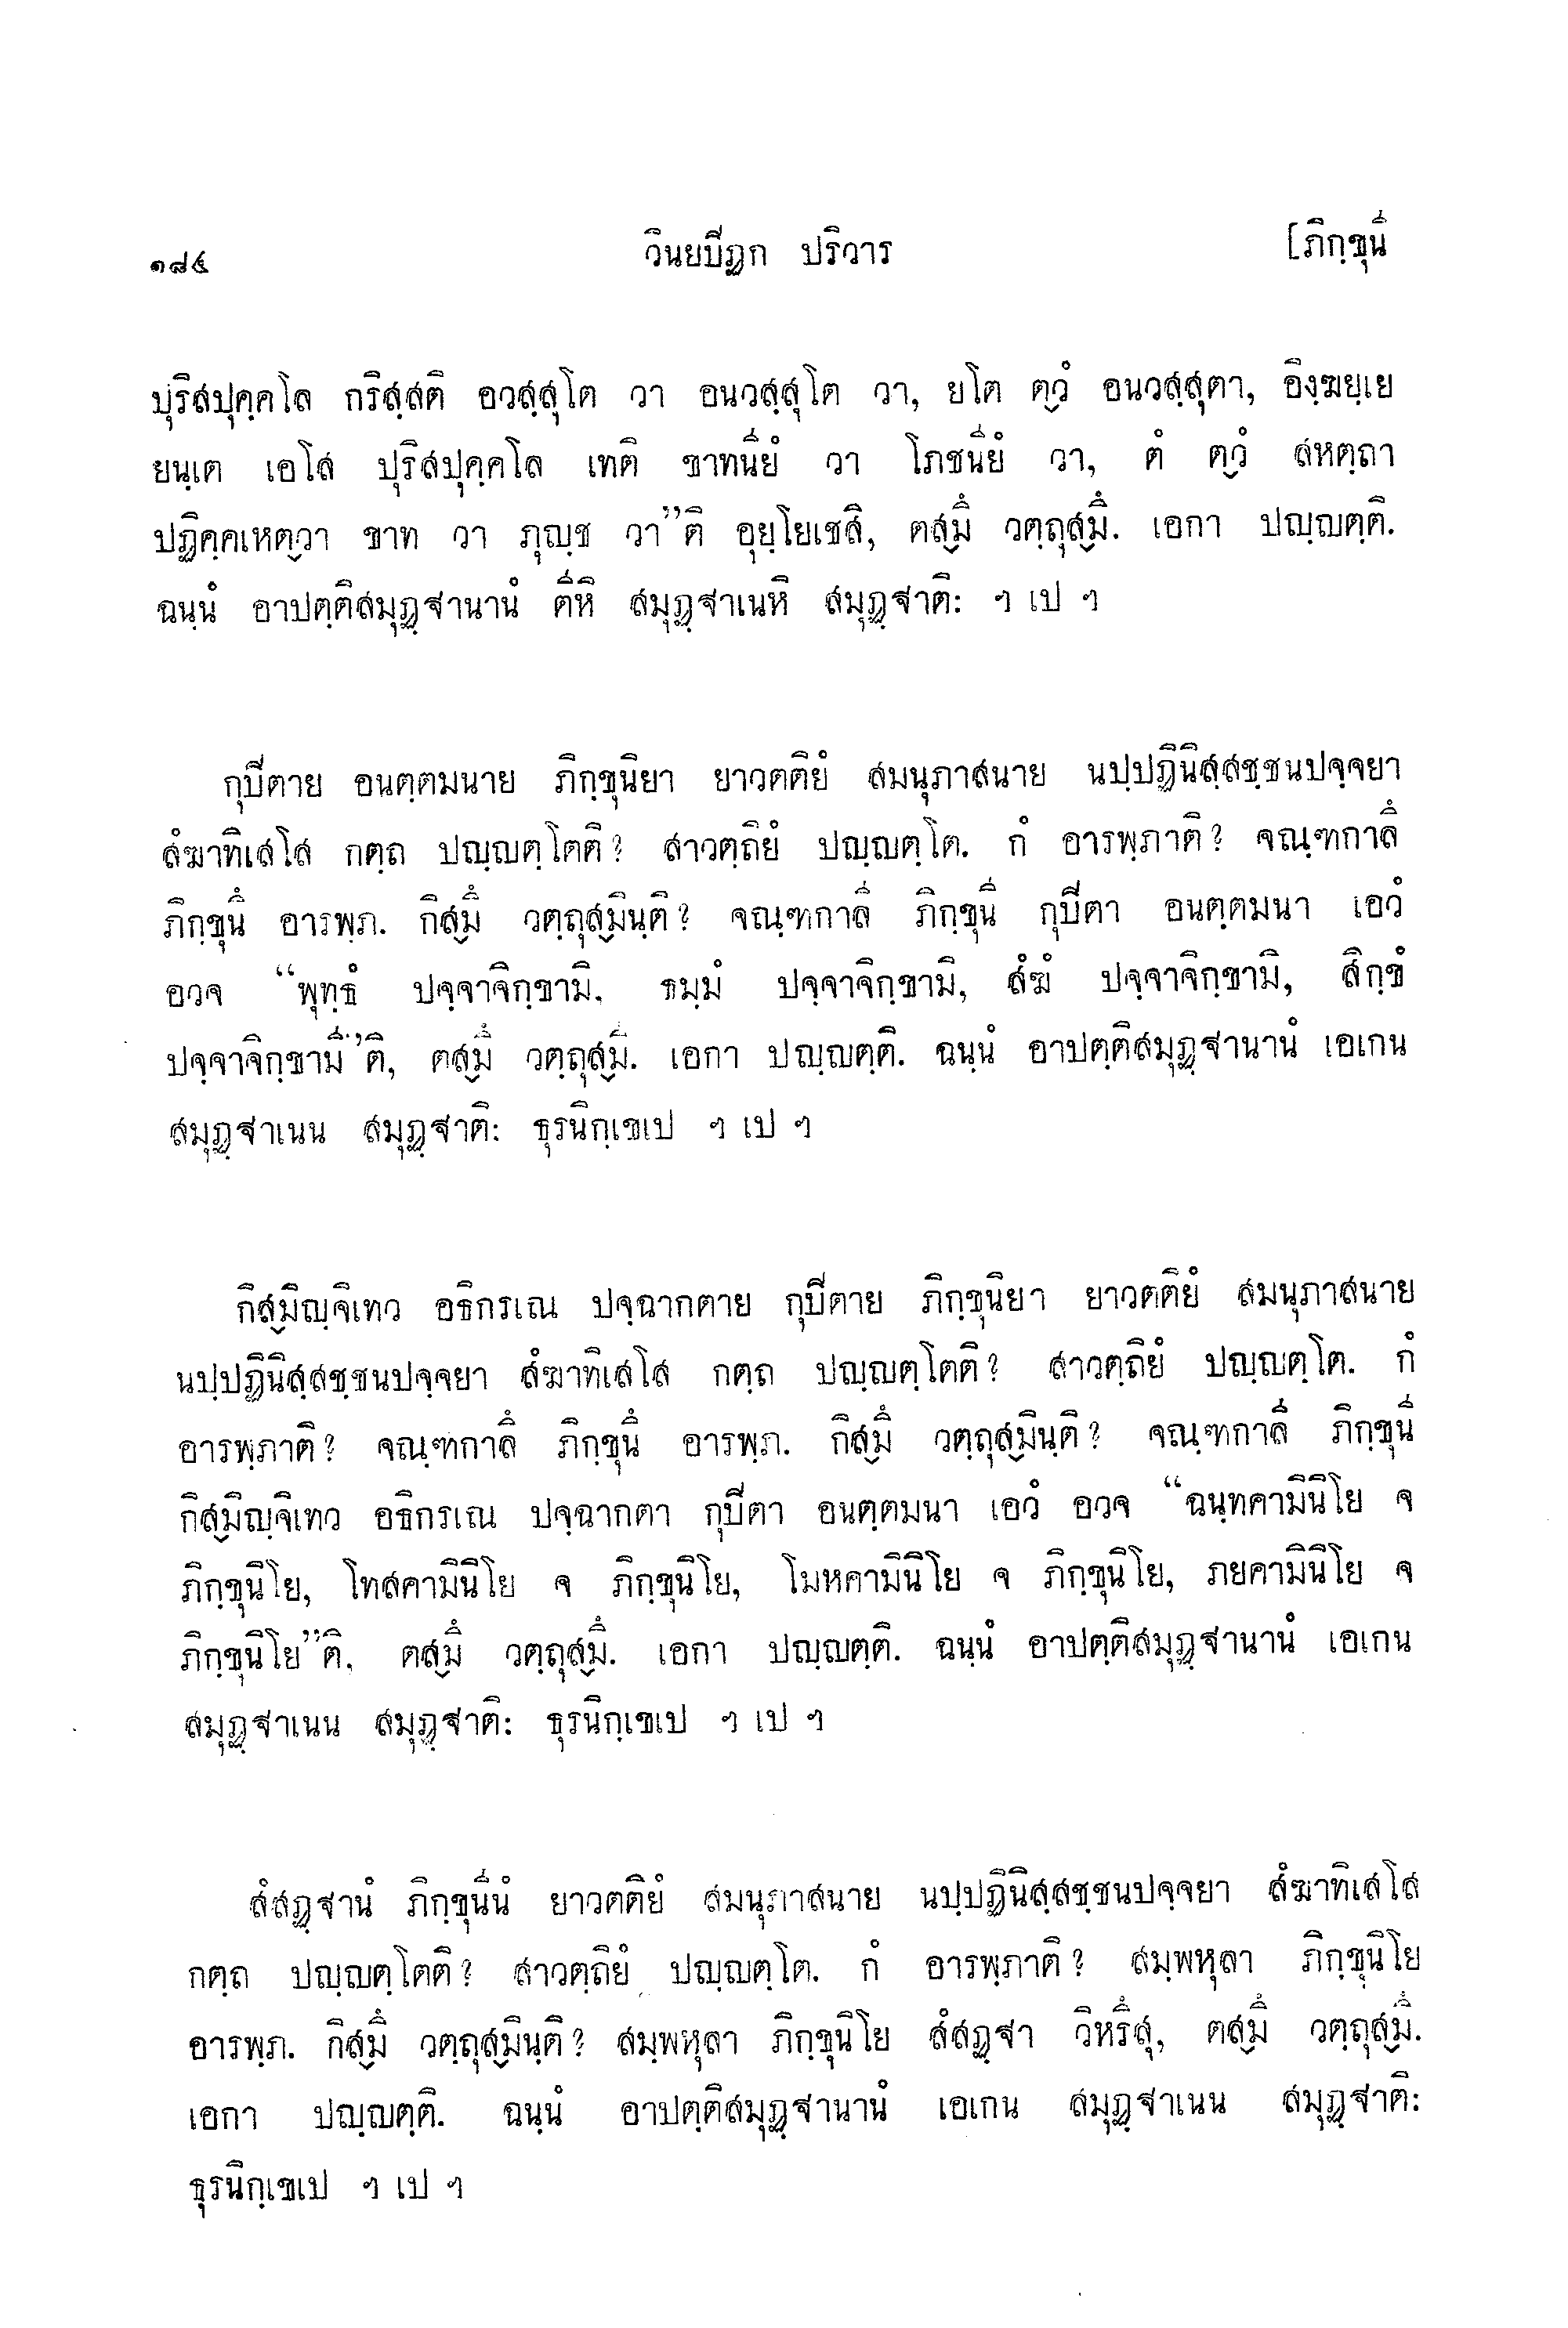 ๑๘๔ วินยปิฏก ปริวาร [ภิกฺขุนี
ปุริสปุคฺคโล กริสฺสติ อวสฺสุโต วา อนวสฺสุโต วา, ยโต ตฺวํ อนวสฺสุตา, อิงฺฆยฺเย
ยนฺเต เอโส ปุริสปุคฺคโล เทติ ขาทนียํ วา โภชนียํ วา, ตํ ตฺวํ สหตฺถา
ปฏิคฺคเหตฺวา ขาท วา ภุญฺช วา”ติ อุยฺโยเชสิ, ตสฺมึ วตฺถุสฺมึ. เอกา ปญฺญตฺติ.
ฉนฺนํ อาปตฺติสมุฏฺฐานานํ ตีหิ สมุฏฺฐาเนหิ สมุฏฺฐาติ: ฯ เป ฯ
กุปิตาย อนตฺตมนาย ภิกฺขุนิยา ยาวตติยํ สมนุภาสนาย นปฺปฏินิสฺสชฺชนปจฺจยา
สํฆาทิเสโส กตฺถ ปญฺญตฺโตติ? สาวตฺถิยํ ปญฺญตฺโต. กํ อารพฺภาติ? จณฺฑกาลึ
ภิกฺขุนึ อารพฺภ. กิสฺมึ วตฺถุสฺมินฺติ? จณฺฑกาลี ภิกฺขุนี กุปิตา อนตฺตมนา เอวํ
อวจ “พุทฺธํ ปจฺจาจิกฺขามิ, ธมฺมํ ปจฺจาจิกฺขามิ, สํฆํ ปจฺจาจิกฺขามิ, สิกฺขํ
ปจฺจาจิกฺขามี”ติ, ตสฺมึ วตฺถุสฺมึ. เอกา ปญฺญตฺติ. ฉนฺนํ อาปตฺติสมุฏฺฐานานํ เอเกน
สมุฏฺฐาเนน สมุฏฺฐาติ: ธุรนิกฺเขเป ฯ เป ฯ
กิสฺมิญฺจิเทว อธิกรเณ ปจฺฉากตาย กุปิตาย ภิกฺขุนิยา ยาวตติยํ สมนุภาสนาย
นปฺปฏินิสฺสชฺชนปจฺจยา สํฆาทิเสโส กตฺถ ปญฺญตฺโตติ? สาวตฺถิยํ ปญฺญตฺโต. กํ
อารพฺภาติ? จณฺฑกาลึ ภิกฺขุนึ อารพฺภ. กิสฺมึ วตฺถุสฺมินฺติ? จณฺฑกาลี ภิกฺขุนี
กิสฺมิญฺจิเทว อธิกรเณ ปจฺฉากตา กุปิตา อนตฺตมนา เอวํ อวจ “ฉนฺทคามินิโย จ
ภิกฺขุนิโย, โทสคามินิโย จ ภิกฺขุนิโย, โมหคามินิโย จ ภิกฺขุนิโย, ภยคามินิโย จ
ภิกฺขุนิโย”ติ, ตสฺมึ วตฺถุสฺมึ. เอกา ปญฺญตฺติ. ฉนฺนํ อาปตฺติสมุฏฺฐานานํ เอเกน
สมุฏฺฐาเนน สมุฏฺฐาติ: ธุรนิกฺเขเป ฯ เป ฯ
สํสฏฺฐานํ ภิกฺขุนีนํ ยาวตติยํ สมนุภาสนาย นปฺปฏินิสฺสชฺชนปจฺจยา สํฆาทิเสโส
กตฺถ ปญฺญตฺโตติ? สาวตฺถิยํ ปญฺญตฺโต. กํ อารพฺภาติ? สมฺพหุลา ภิกฺขุนิโย
อารพฺภ. กิสฺมึ วตฺถุสฺมินฺติ? สมฺพหุลา ภิกฺขุนิโย สํสฏฺฐา วิหรึสุ, ตสฺมึ วตฺถุสฺมึ.
เอกา ปญฺญตฺติ. ฉนฺนํ อาปตฺติสมุฏฺฐานานํ เอเกน สมุฏฺฐาเนน สมุฏฺฐาติ:
ธุรนิกฺเขเป ฯ เป ฯ